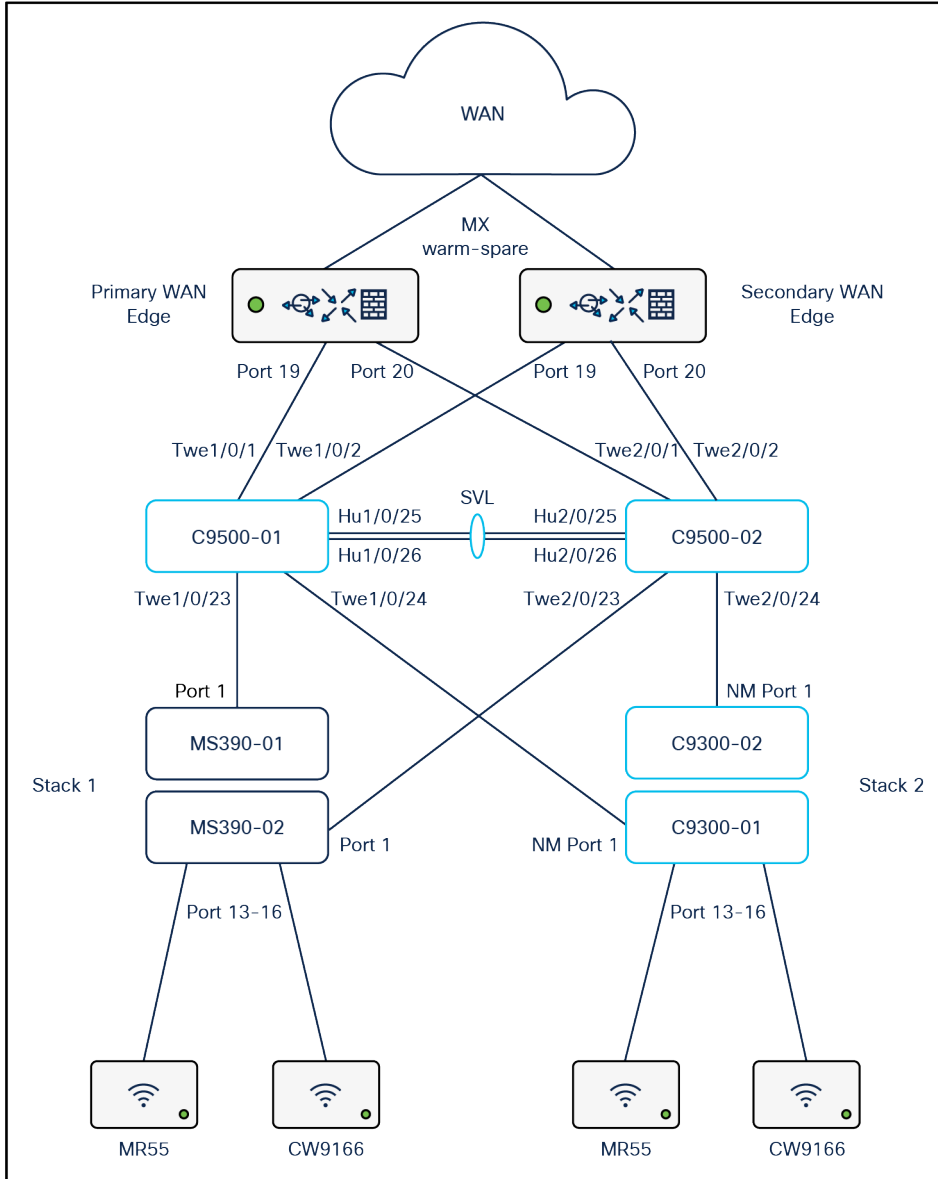 WAN
MX
warm-spare
Primary WAN
Edge
Secondary WAN
Edge
Port 19
Port 20
Port 19
Port 20
Twe1/0/1
Twe1/0/2
Twe2/0/1
Twe2/0/2
SVL
C9500-01
Hu1/0/25
Hu2/0/25
C9500-02
Hu1/0/26
Hu2/0/26
Twe1/0/23
Twe1/0/24
Twe2/0/23
Twe2/0/24
Port 1
NM Port 1
MS390-01
C9300-02
Stack 1
Stack 2
MS390-02
Port 1
NM Port 1
C9300-01
Port 13-16
Port 13-16
MR55
CW9166
MR55
CW9166